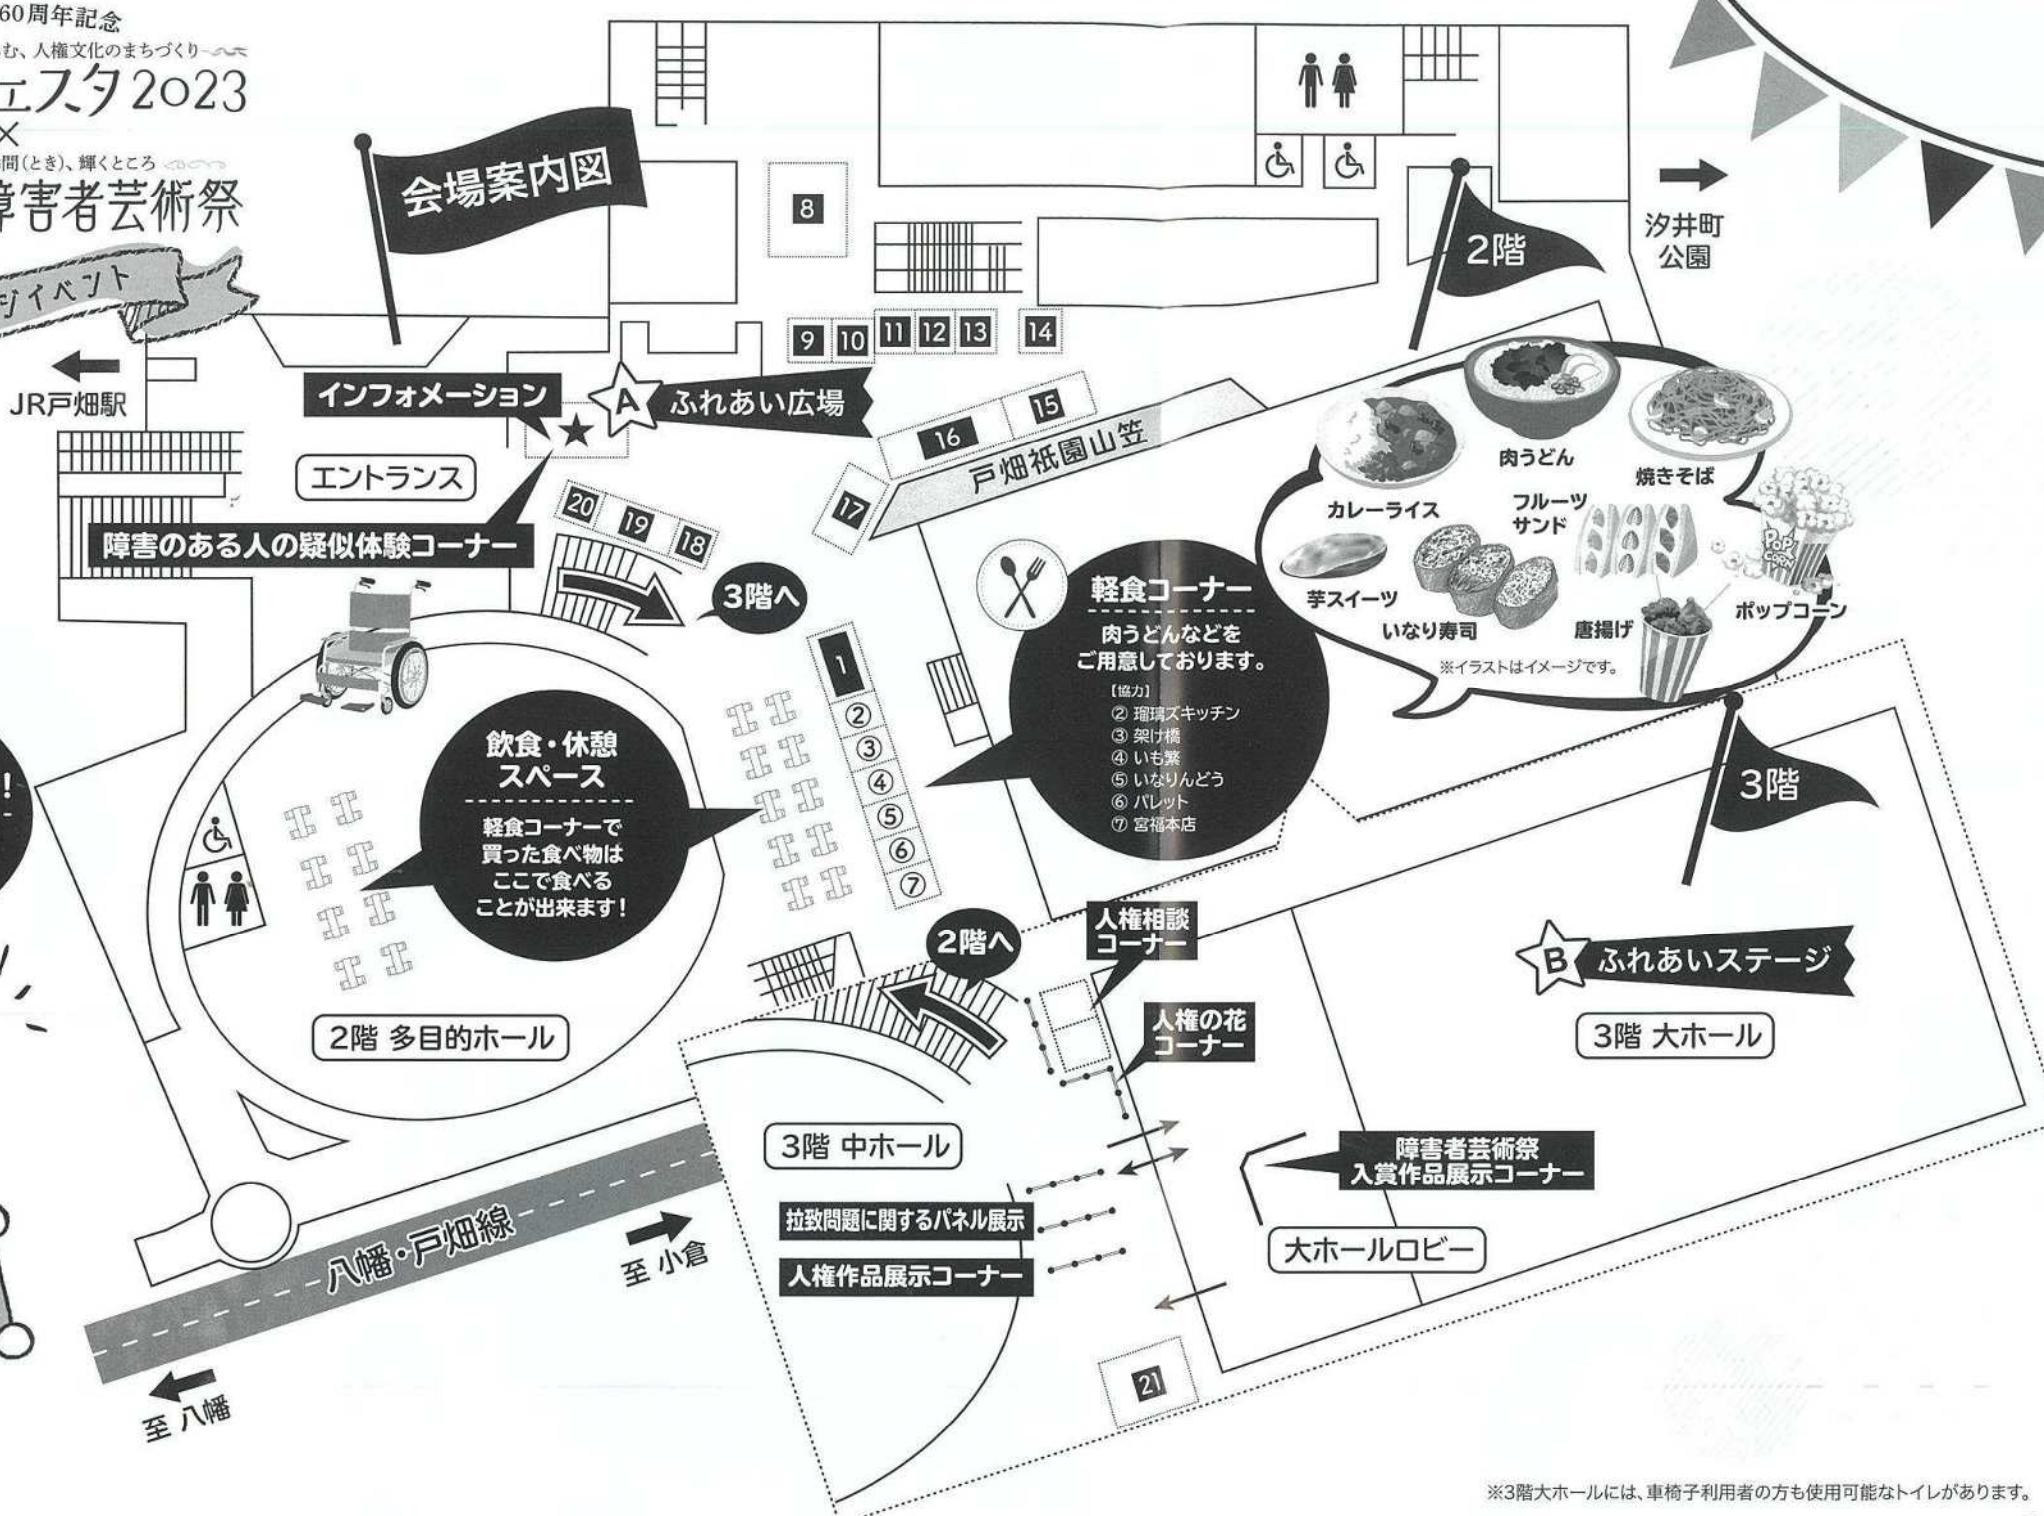 60周年記念
む、人権文化のまちづくり
ェスタ2023
×
間(とき)、輝くところ
障害者芸術祭
ジイベント
会場案内図
JR戸畑駅
汐井町
公園
2階
8
9
10
11
12
13
14
15
16
17
戸畑祇園山笠
インフォメーション
A ふれあい広場
エントランス
障害のある人の疑似体験コーナー
20
19
18
3階へ
1
②
③
④
⑤
⑥
⑦
軽食コーナー
肉うどんなどを
ご用意しております。
【協力】
② 瑠璃ズキッチン
③ 架け橋
④ いも繁
⑤ いなりんどう
⑥ パレット
⑦ 宮福本店
カレーライス
肉うどん
焼きそば
フルーツ
サンド
芋スイーツ
いなり寿司
唐揚げ
POP
CORN
ポップコーン
※イラストはイメージです。
飲食・休憩
スペース
軽食コーナーで
買った食べ物は
ここで食べる
ことが出来ます!
!
2階 多目的ホール
3階
2階へ
人権相談
コーナー
人権の花
コーナー
B ふれあいステージ
3階 大ホール
3階 中ホール
拉致問題に関するパネル展示
人権作品展示コーナー
障害者芸術祭
入賞作品展示コーナー
大ホールロビー
21
八幡・戸畑線
至 小倉
至 八幡
※3階大ホールには、車椅子利用者の方も使用可能なトイレがあります。